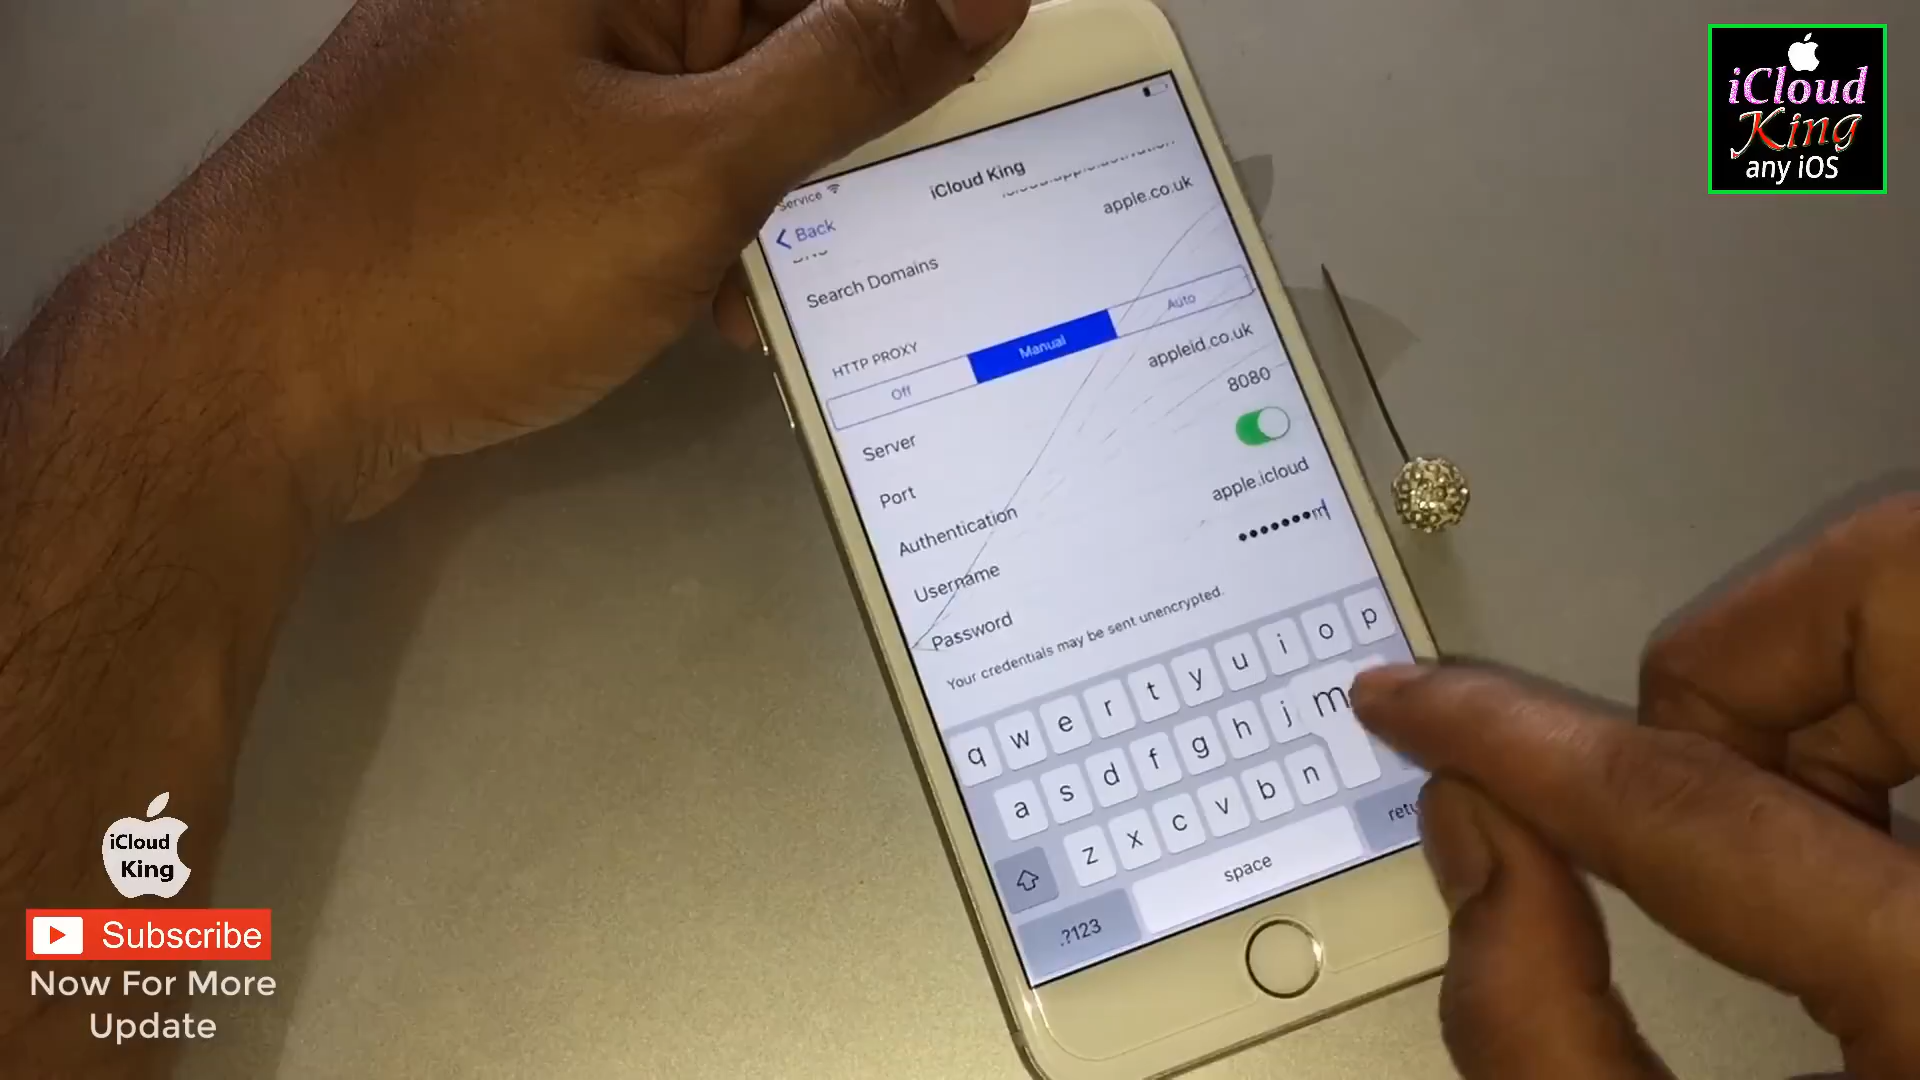 iCloud
King
any iOS
Service
iCloud King
Back
apple.co.uk
Search Domains
HTTP PROXY
Off
Manual
Auto
Server
appleid.co.uk
Port
8080
Authentication
Username
apple.icloud
Password
••••••••m
Your credentials may be sent unencrypted.
q w e r t y u i o p
a s d f g h j
m
z x c v b n
.?123
space
iCloud
King
Subscribe
Now For More
Update